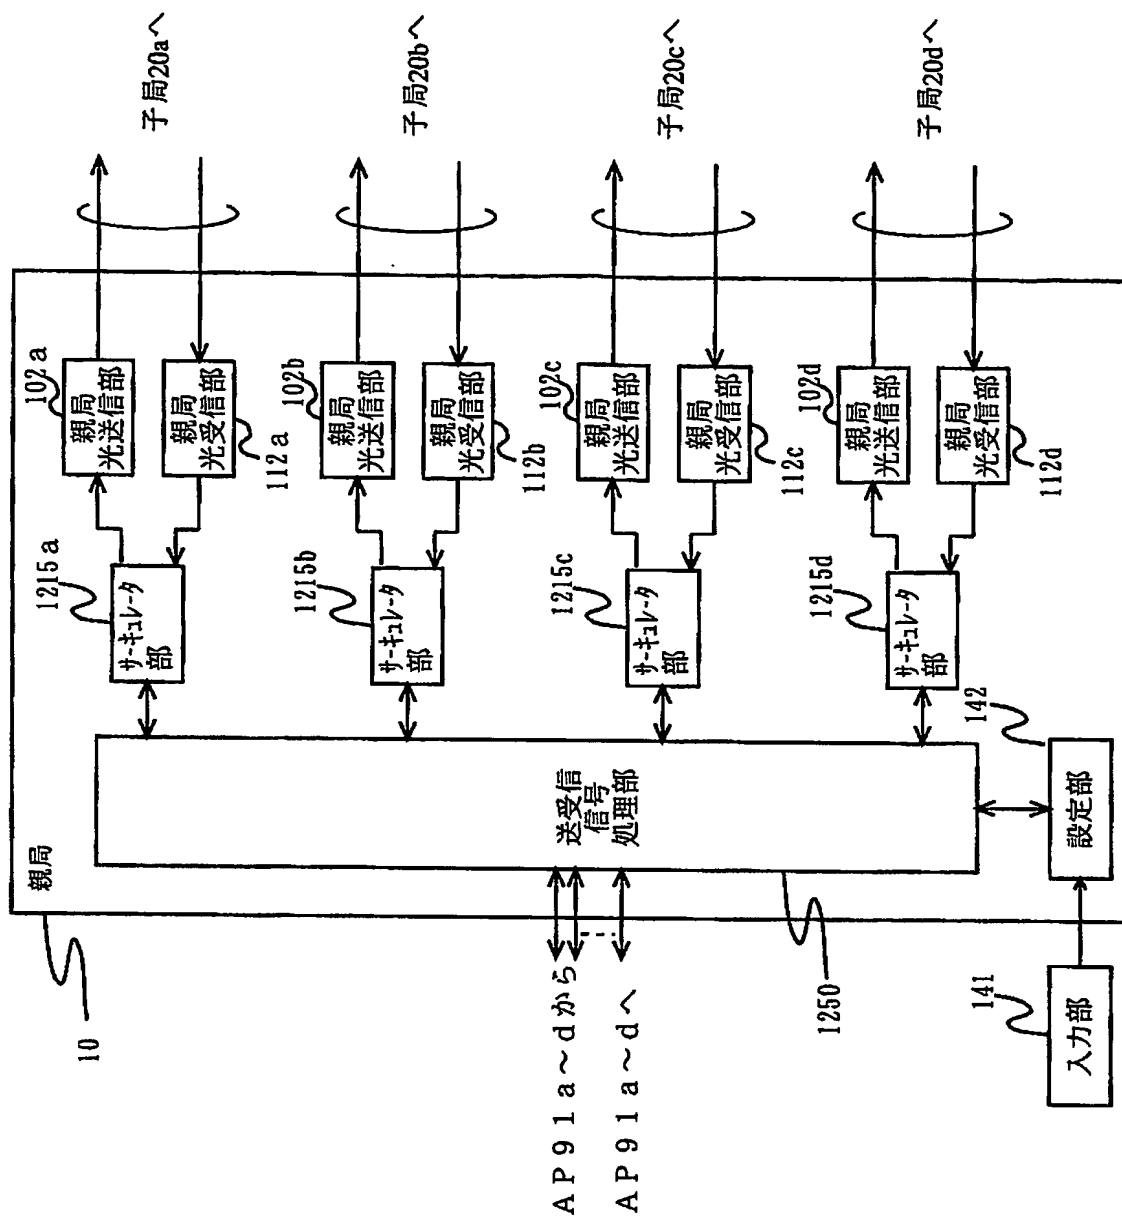 10
親局
AP91a～dから
AP91a～dへ
1250
送受信
信号
処理部
141
入力部
142
設定部
1215a
サーキュレータ
部
102a
親局
光送信部
親局
光受信部
112a
子局20aへ
1215b
サーキュレータ
部
102b
親局
光送信部
親局
光受信部
112b
子局20bへ
1215c
サーキュレータ
部
102c
親局
光送信部
親局
光受信部
112c
子局20cへ
1215d
サーキュレータ
部
102d
親局
光送信部
親局
光受信部
112d
子局20dへ